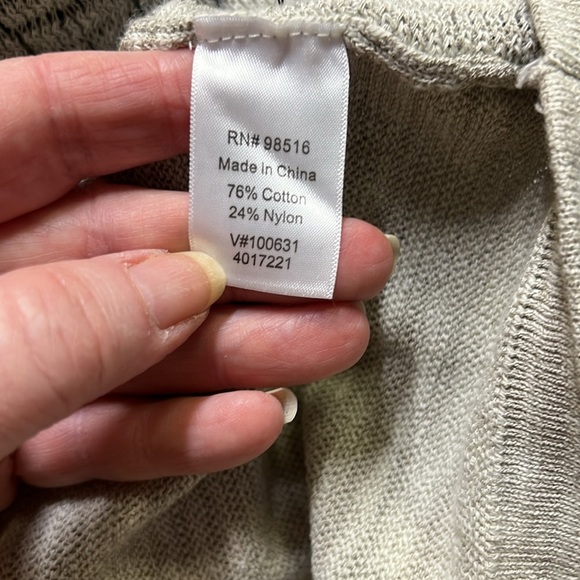 RN# 98516
Made in China
76% Cotton
24% Nylon
V#100631
4017221